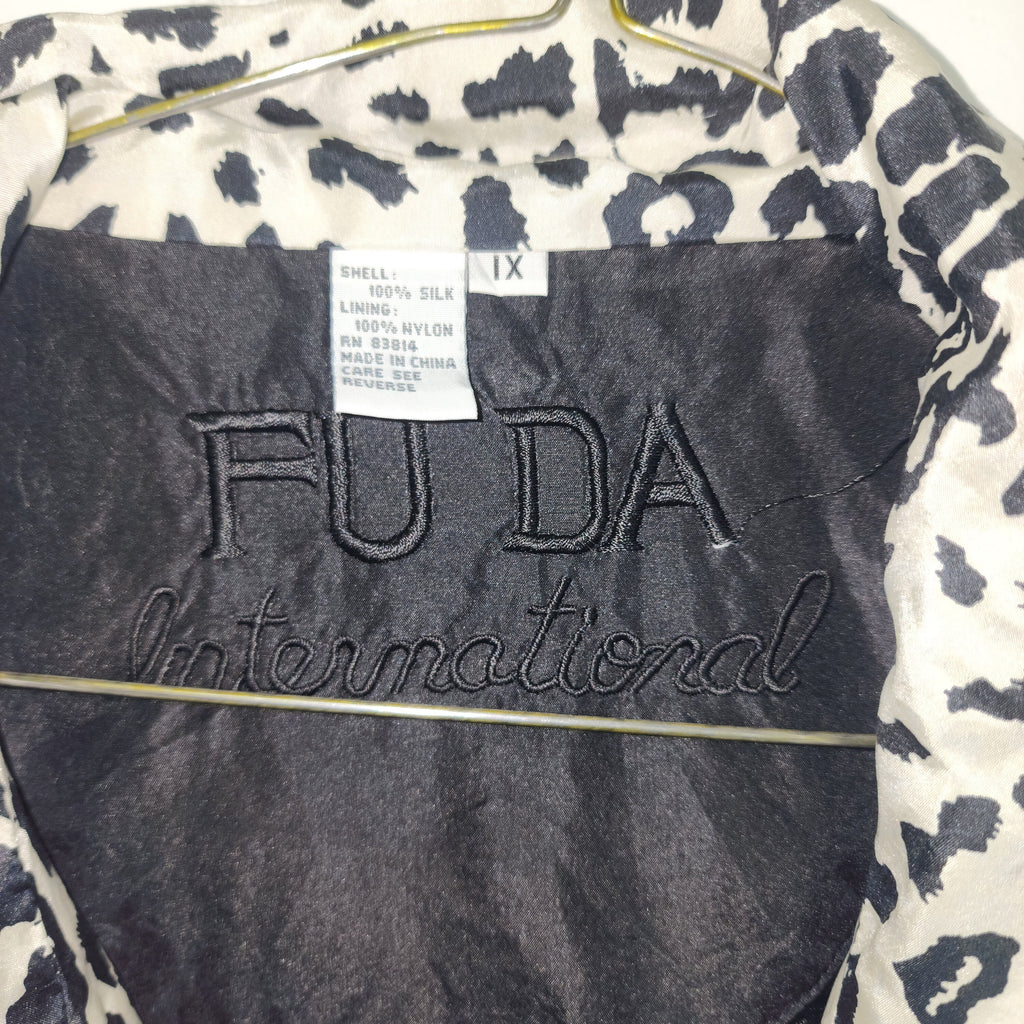 SHELL:
100% SILK
LINING:
100% NYLON
RN 83814
MADE IN CHINA
CARE SEE
REVERSE
1X
FU DA
International